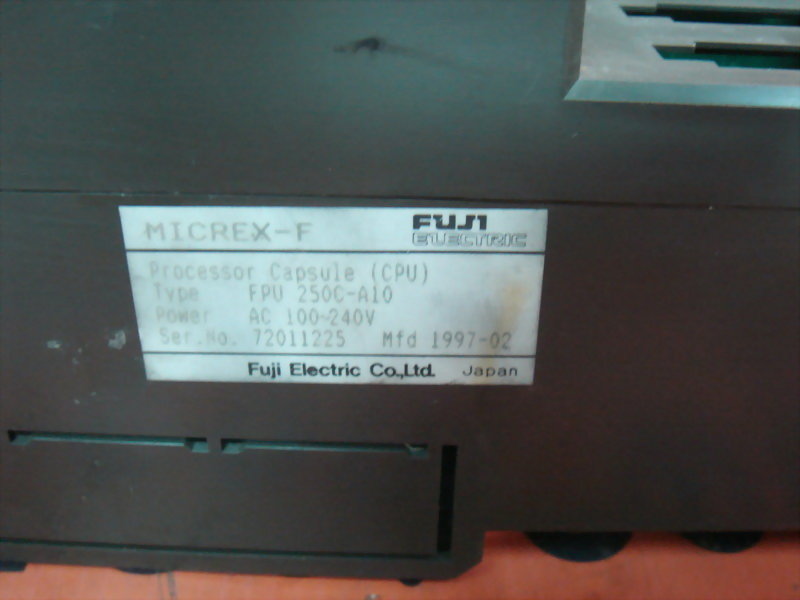 MICREX-F
FUJI
ELECTRIC
Processor Capsule (CPU)
Type FPU 250C-A10
Power AC 100~240V
Ser.No. 72011225 Mfd 1997-02
Fuji Electric Co.,Ltd. Japan